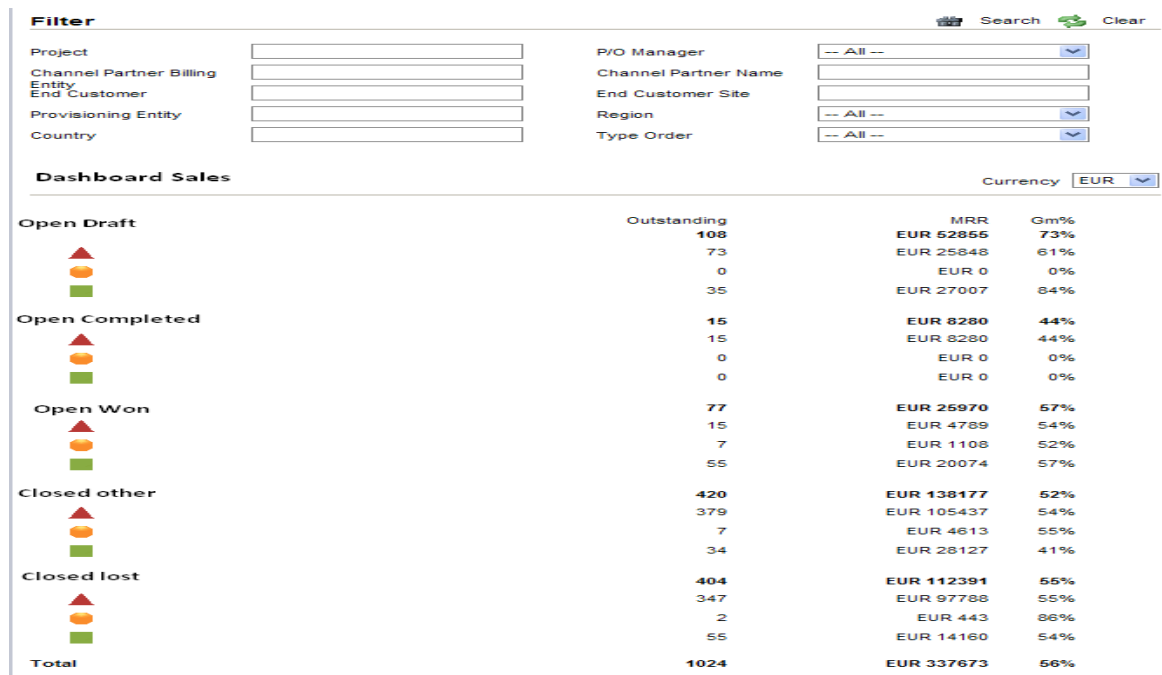 Filter Search Clear
Project P/O Manager -- All --
Channel Partner Billing Entity Channel Partner Name
End Customer End Customer Site
Provisioning Entity Region -- All --
Country Type Order -- All --
Dashboard Sales Currency EUR
Open Draft Outstanding MRR Gm%
108 EUR 52855 73%
73 EUR 25848 61%
0 EUR 0 0%
35 EUR 27007 84%
Open Completed 15 EUR 8280 44%
15 EUR 8280 44%
0 EUR 0 0%
0 EUR 0 0%
Open Won 77 EUR 25970 57%
15 EUR 4789 54%
7 EUR 1108 52%
55 EUR 20074 57%
Closed other 420 EUR 138177 52%
379 EUR 105437 54%
7 EUR 4613 55%
34 EUR 28127 41%
Closed lost 404 EUR 112391 55%
347 EUR 97788 55%
2 EUR 443 86%
55 EUR 14160 54%
Total 1024 EUR 337673 56%